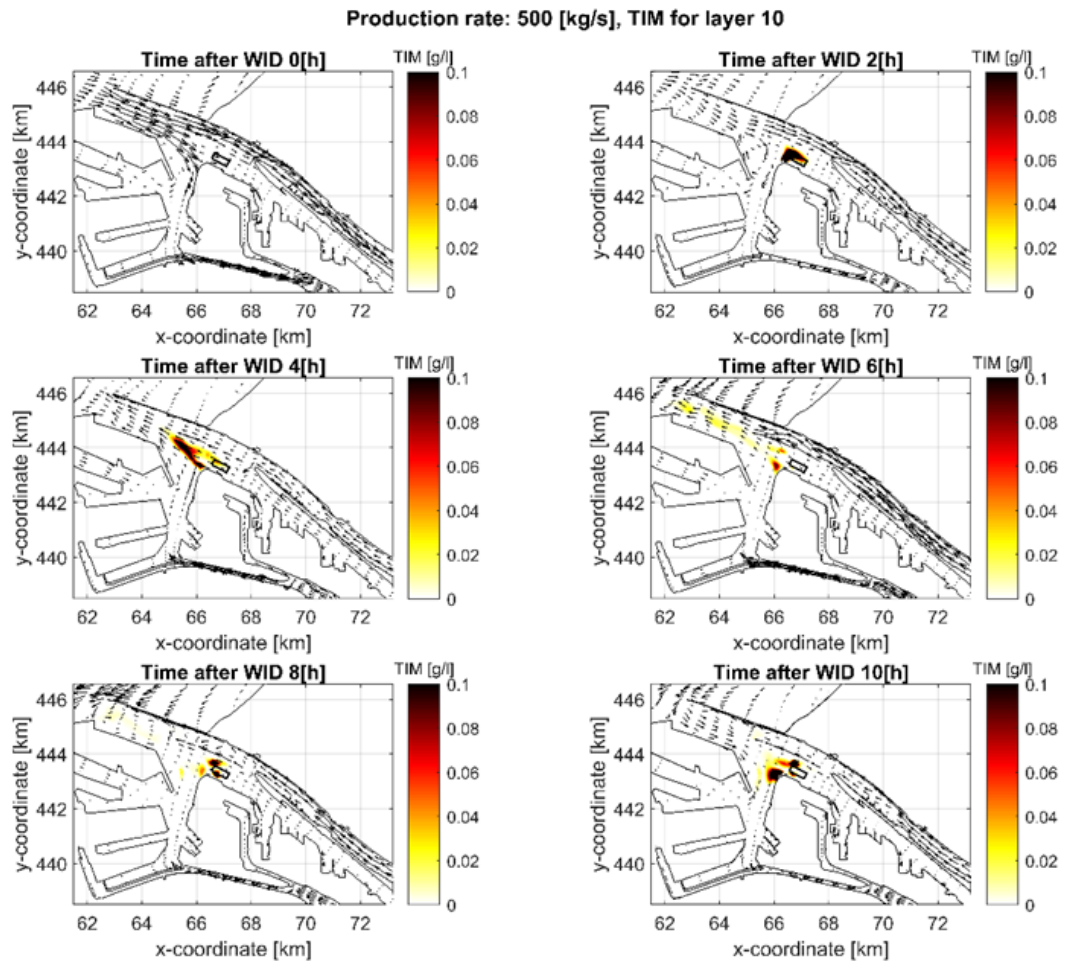 Production rate: 500 [kg/s], TIM for layer 10
Time after WID 0[h] TIM [g/l]
446
444
442
440
y-coordinate [km]
62 64 66 68 70 72
x-coordinate [km]
0.1
0.08
0.06
0.04
0.02
0
Time after WID 2[h] TIM [g/l]
446
444
442
440
y-coordinate [km]
62 64 66 68 70 72
x-coordinate [km]
0.1
0.08
0.06
0.04
0.02
0
Time after WID 4[h] TIM [g/l]
446
444
442
440
y-coordinate [km]
62 64 66 68 70 72
x-coordinate [km]
0.1
0.08
0.06
0.04
0.02
0
Time after WID 6[h] TIM [g/l]
446
444
442
440
y-coordinate [km]
62 64 66 68 70 72
x-coordinate [km]
0.1
0.08
0.06
0.04
0.02
0
Time after WID 8[h] TIM [g/l]
446
444
442
440
y-coordinate [km]
62 64 66 68 70 72
x-coordinate [km]
0.1
0.08
0.06
0.04
0.02
0
Time after WID 10[h] TIM [g/l]
446
444
442
440
y-coordinate [km]
62 64 66 68 70 72
x-coordinate [km]
0.1
0.08
0.06
0.04
0.02
0